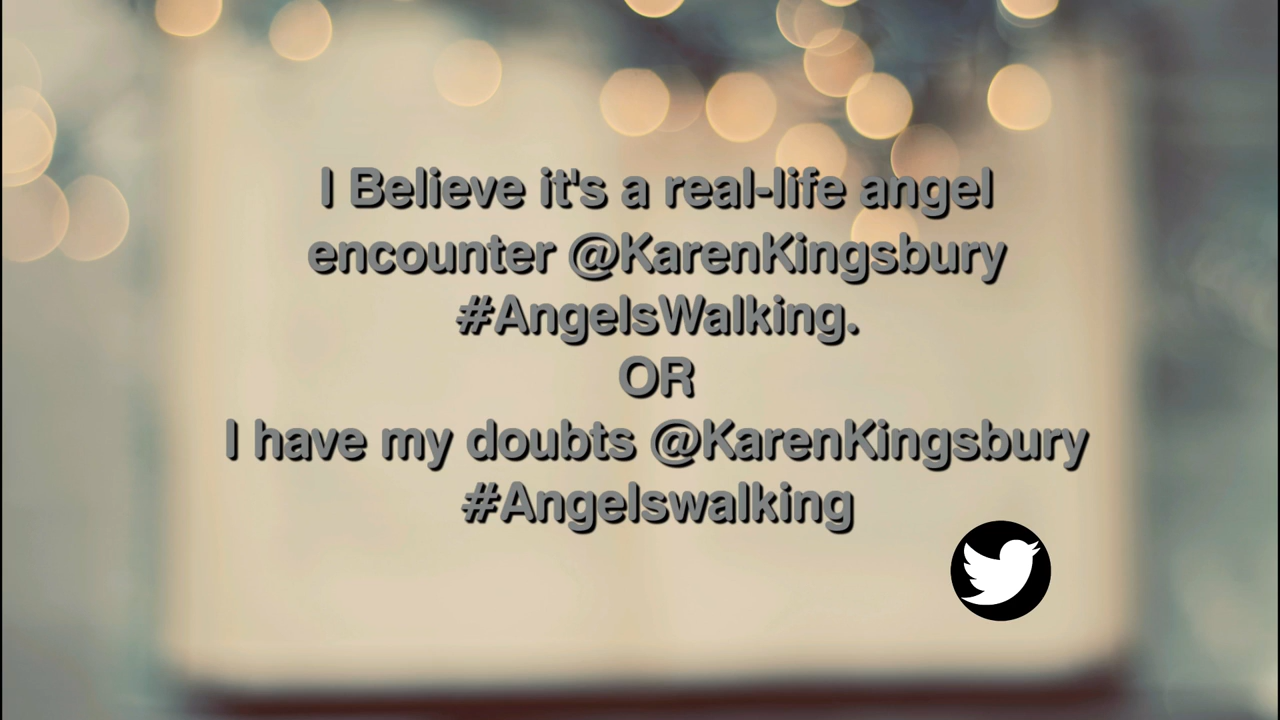 I Believe it's a real-life angel
encounter @KarenKingsbury
#AngelsWalking.
OR
I have my doubts @KarenKingsbury
#Angelswalking